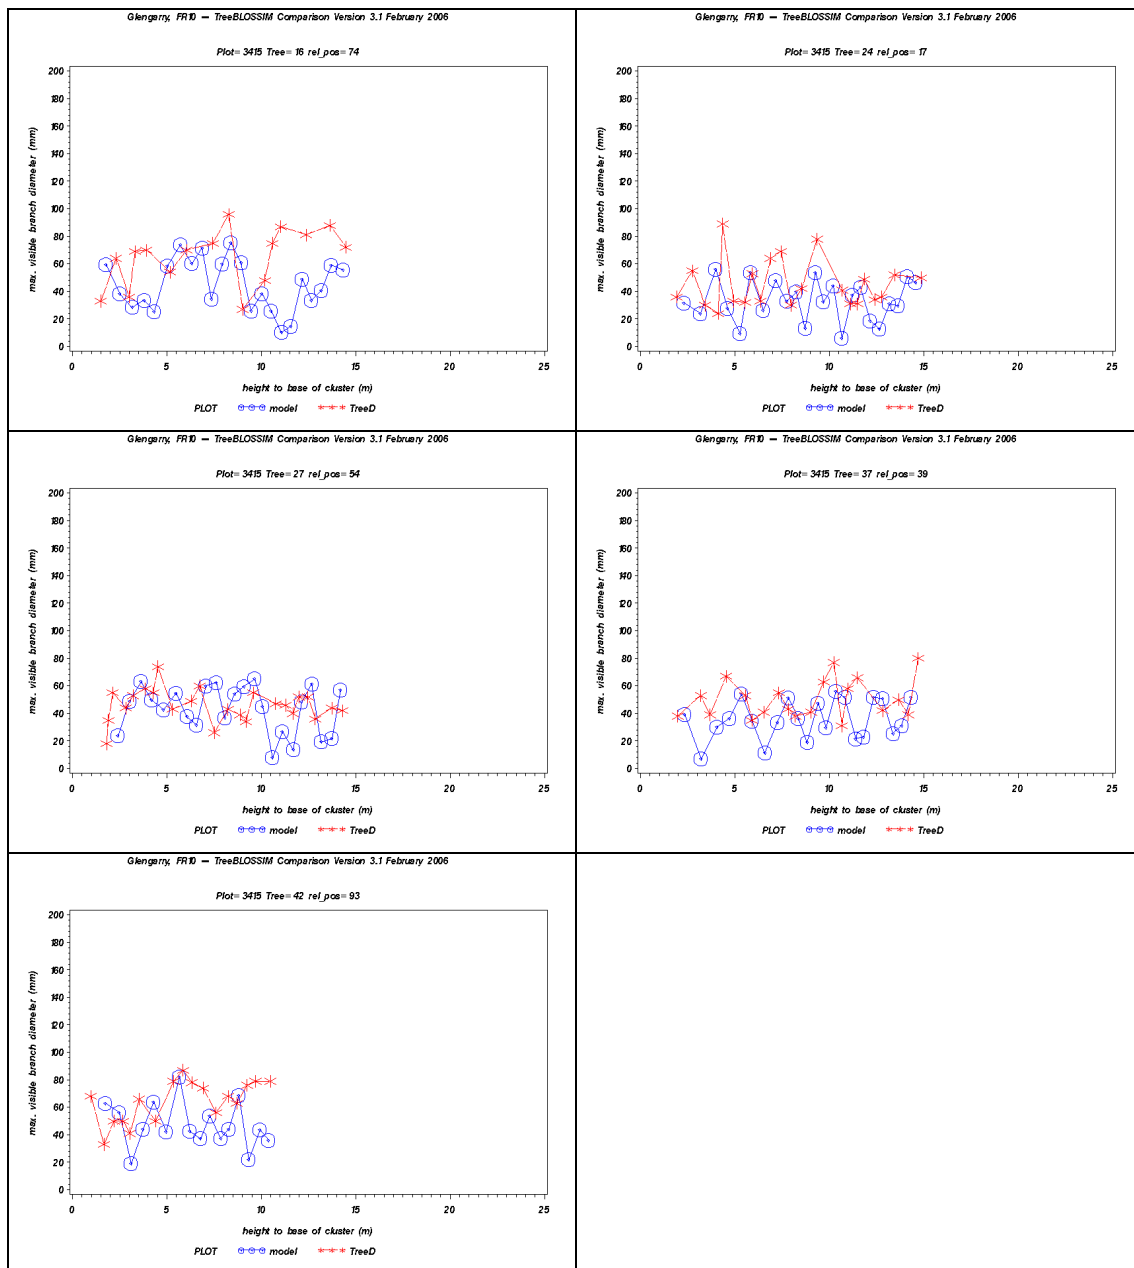 Glengarry, FR10 — TreeBLOSSIM Comparison Version 3.1 February 2006
Plot= 3415 Tree= 16 rel_pos= 74
max. visible branch diameter (mm)
200
180
160
140
120
100
80
60
40
20
0
0 5 10 15 20 25
height to base of cluster (m)
PLOT model TreeD
Glengarry, FR10 — TreeBLOSSIM Comparison Version 3.1 February 2006
Plot= 3415 Tree= 24 rel_pos= 17
max. visible branch diameter (mm)
200
180
160
140
120
100
80
60
40
20
0
0 5 10 15 20 25
height to base of cluster (m)
PLOT model TreeD
Glengarry, FR10 — TreeBLOSSIM Comparison Version 3.1 February 2006
Plot= 3415 Tree= 27 rel_pos= 54
max. visible branch diameter (mm)
200
180
160
140
120
100
80
60
40
20
0
0 5 10 15 20 25
height to base of cluster (m)
PLOT model TreeD
Glengarry, FR10 — TreeBLOSSIM Comparison Version 3.1 February 2006
Plot= 3415 Tree= 37 rel_pos= 39
max. visible branch diameter (mm)
200
180
160
140
120
100
80
60
40
20
0
0 5 10 15 20 25
height to base of cluster (m)
PLOT model TreeD
Glengarry, FR10 — TreeBLOSSIM Comparison Version 3.1 February 2006
Plot= 3415 Tree= 42 rel_pos= 93
max. visible branch diameter (mm)
200
180
160
140
120
100
80
60
40
20
0
0 5 10 15 20 25
height to base of cluster (m)
PLOT model TreeD